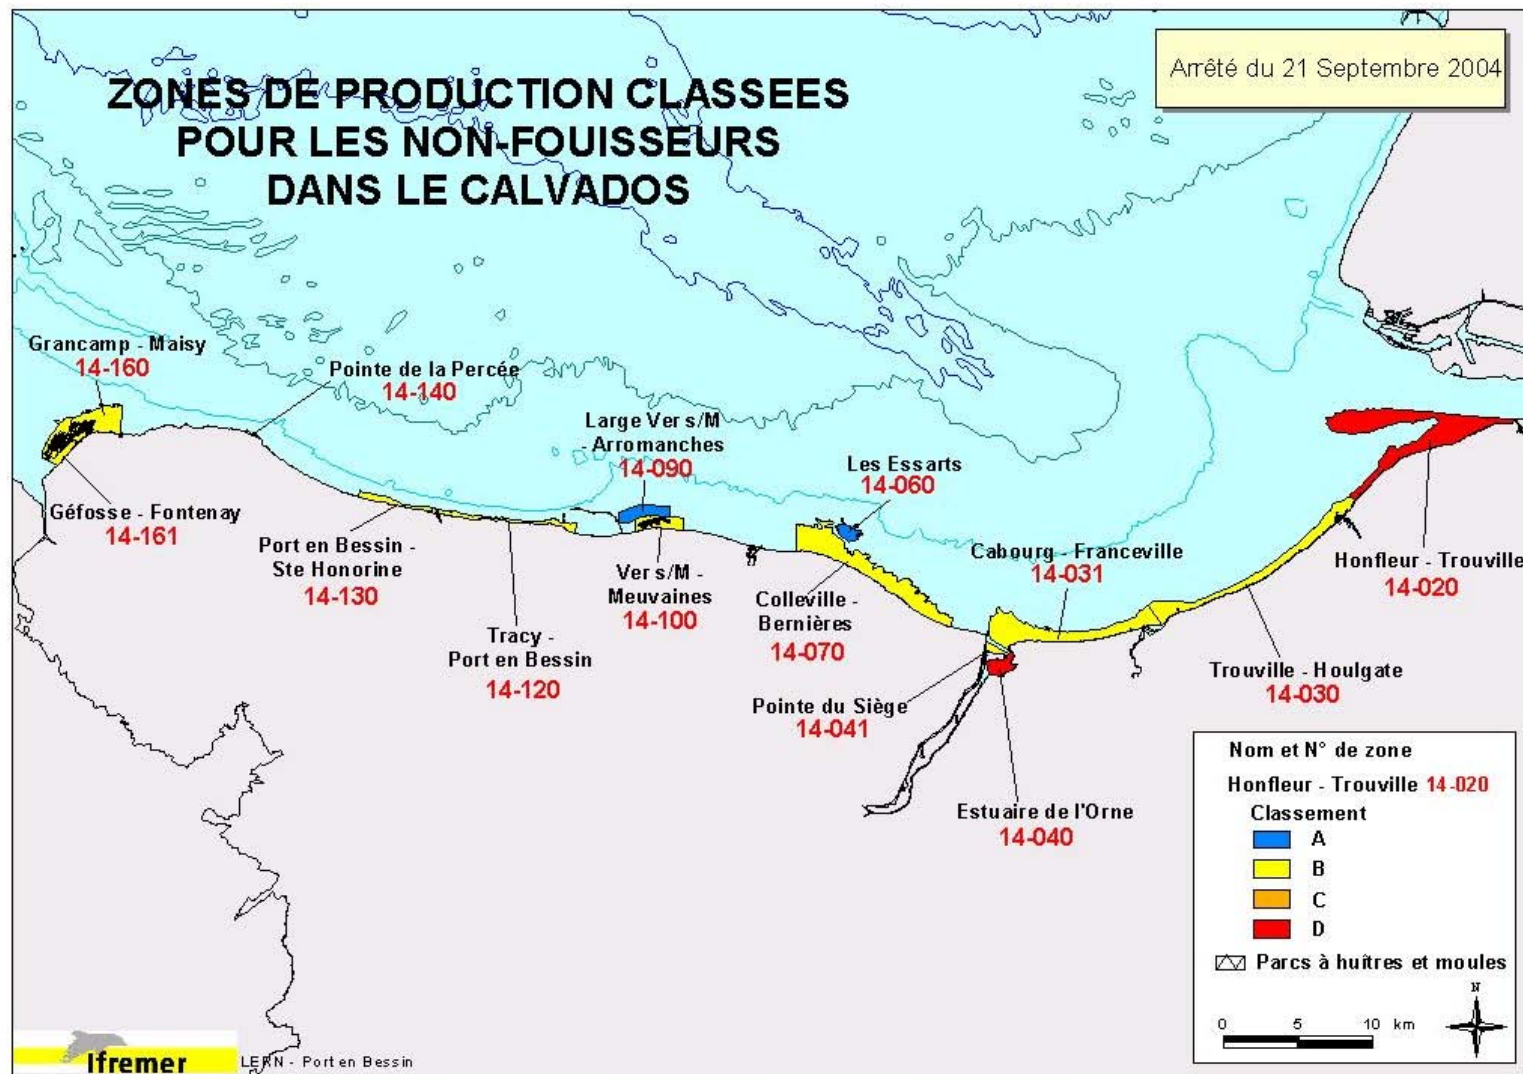 ZONES DE PRODUCTION CLASSEES
POUR LES NON-FOUISSEURS
DANS LE CALVADOS
Arrêté du 21 Septembre 2004
Grancamp - Maisy
14-160
Pointe de la Percée
14-140
Large Ver s/M
- Arromanches
14-090
Les Essarts
14-060
Géfosse - Fontenay
14-161
Port en Bessin -
Ste Honorine
14-130
Ver s/M -
Meuvaines
14-100
Tracy -
Port en Bessin
14-120
Colleville -
Bernières
14-070
Cabourg - Franceville
14-031
Honfleur - Trouville
14-020
Trouville - Houlgate
14-030
Pointe du Siège
14-041
Estuaire de l'Orne
14-040
Nom et N° de zone
Honfleur - Trouville 14-020
Classement
A
B
C
D
Parcs à huîtres et moules
N
0 5 10 km
Ifremer
LERN - Port en Bessin